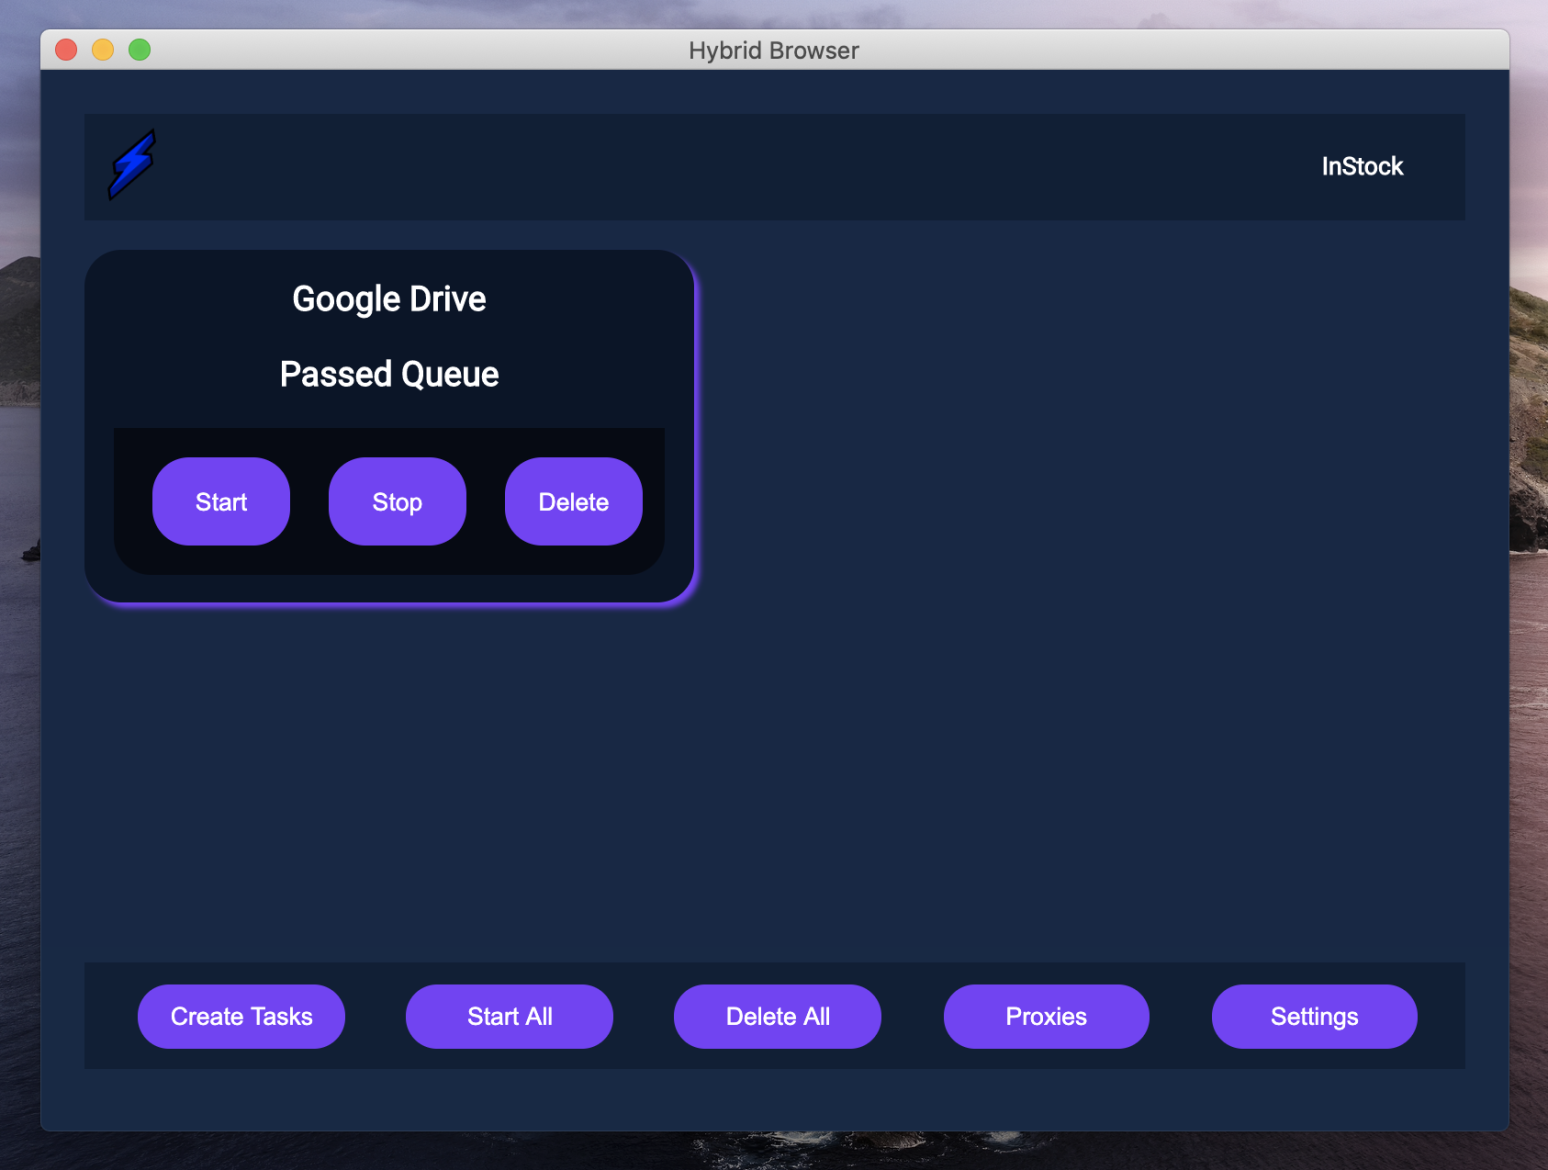 Hybrid Browser
InStock
Google Drive
Passed Queue
Start Stop Delete
Create Tasks Start All Delete All Proxies Settings